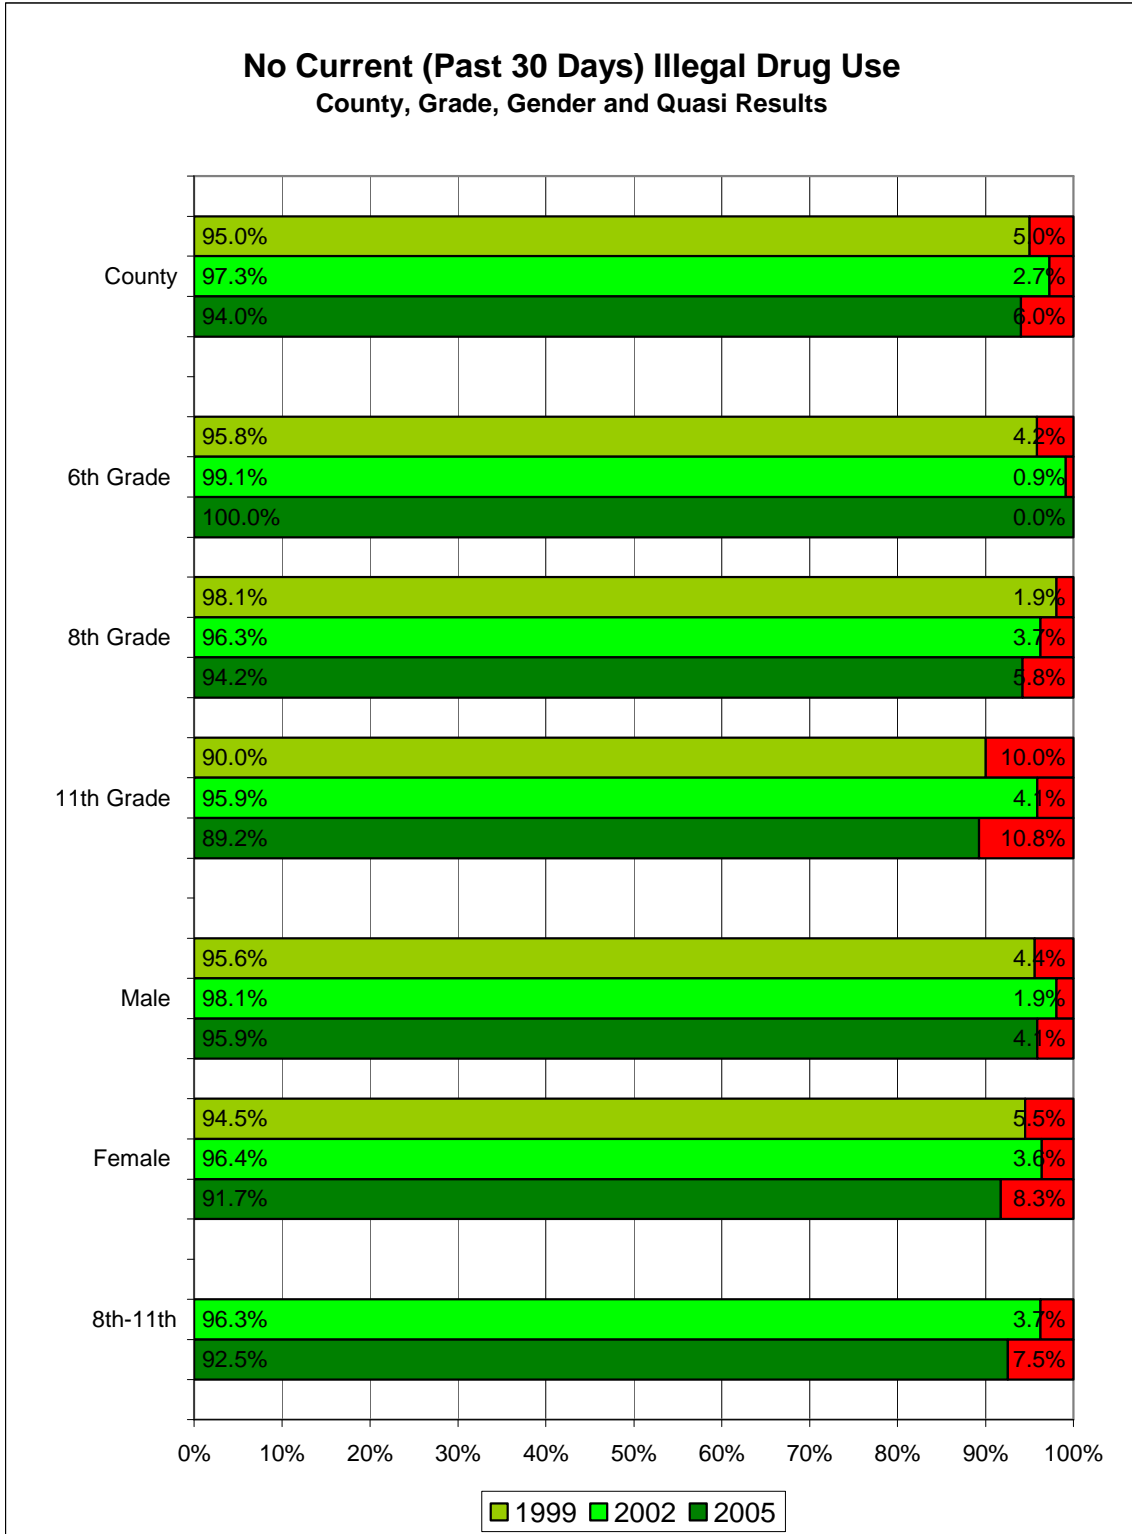 No Current (Past 30 Days) Illegal Drug Use
County, Grade, Gender and Quasi Results
95.0% 5.0%
County 97.3% 2.7%
94.0% 6.0%
95.8% 4.2%
6th Grade 99.1% 0.9%
100.0% 0.0%
98.1% 1.9%
8th Grade 96.3% 3.7%
94.2% 5.8%
90.0% 10.0%
11th Grade 95.9% 4.1%
89.2% 10.8%
95.6% 4.4%
Male 98.1% 1.9%
95.9% 4.1%
94.5% 5.5%
Female 96.4% 3.6%
91.7% 8.3%
8th-11th 96.3% 3.7%
92.5% 7.5%
0% 10% 20% 30% 40% 50% 60% 70% 80% 90% 100%
1999 2002 2005